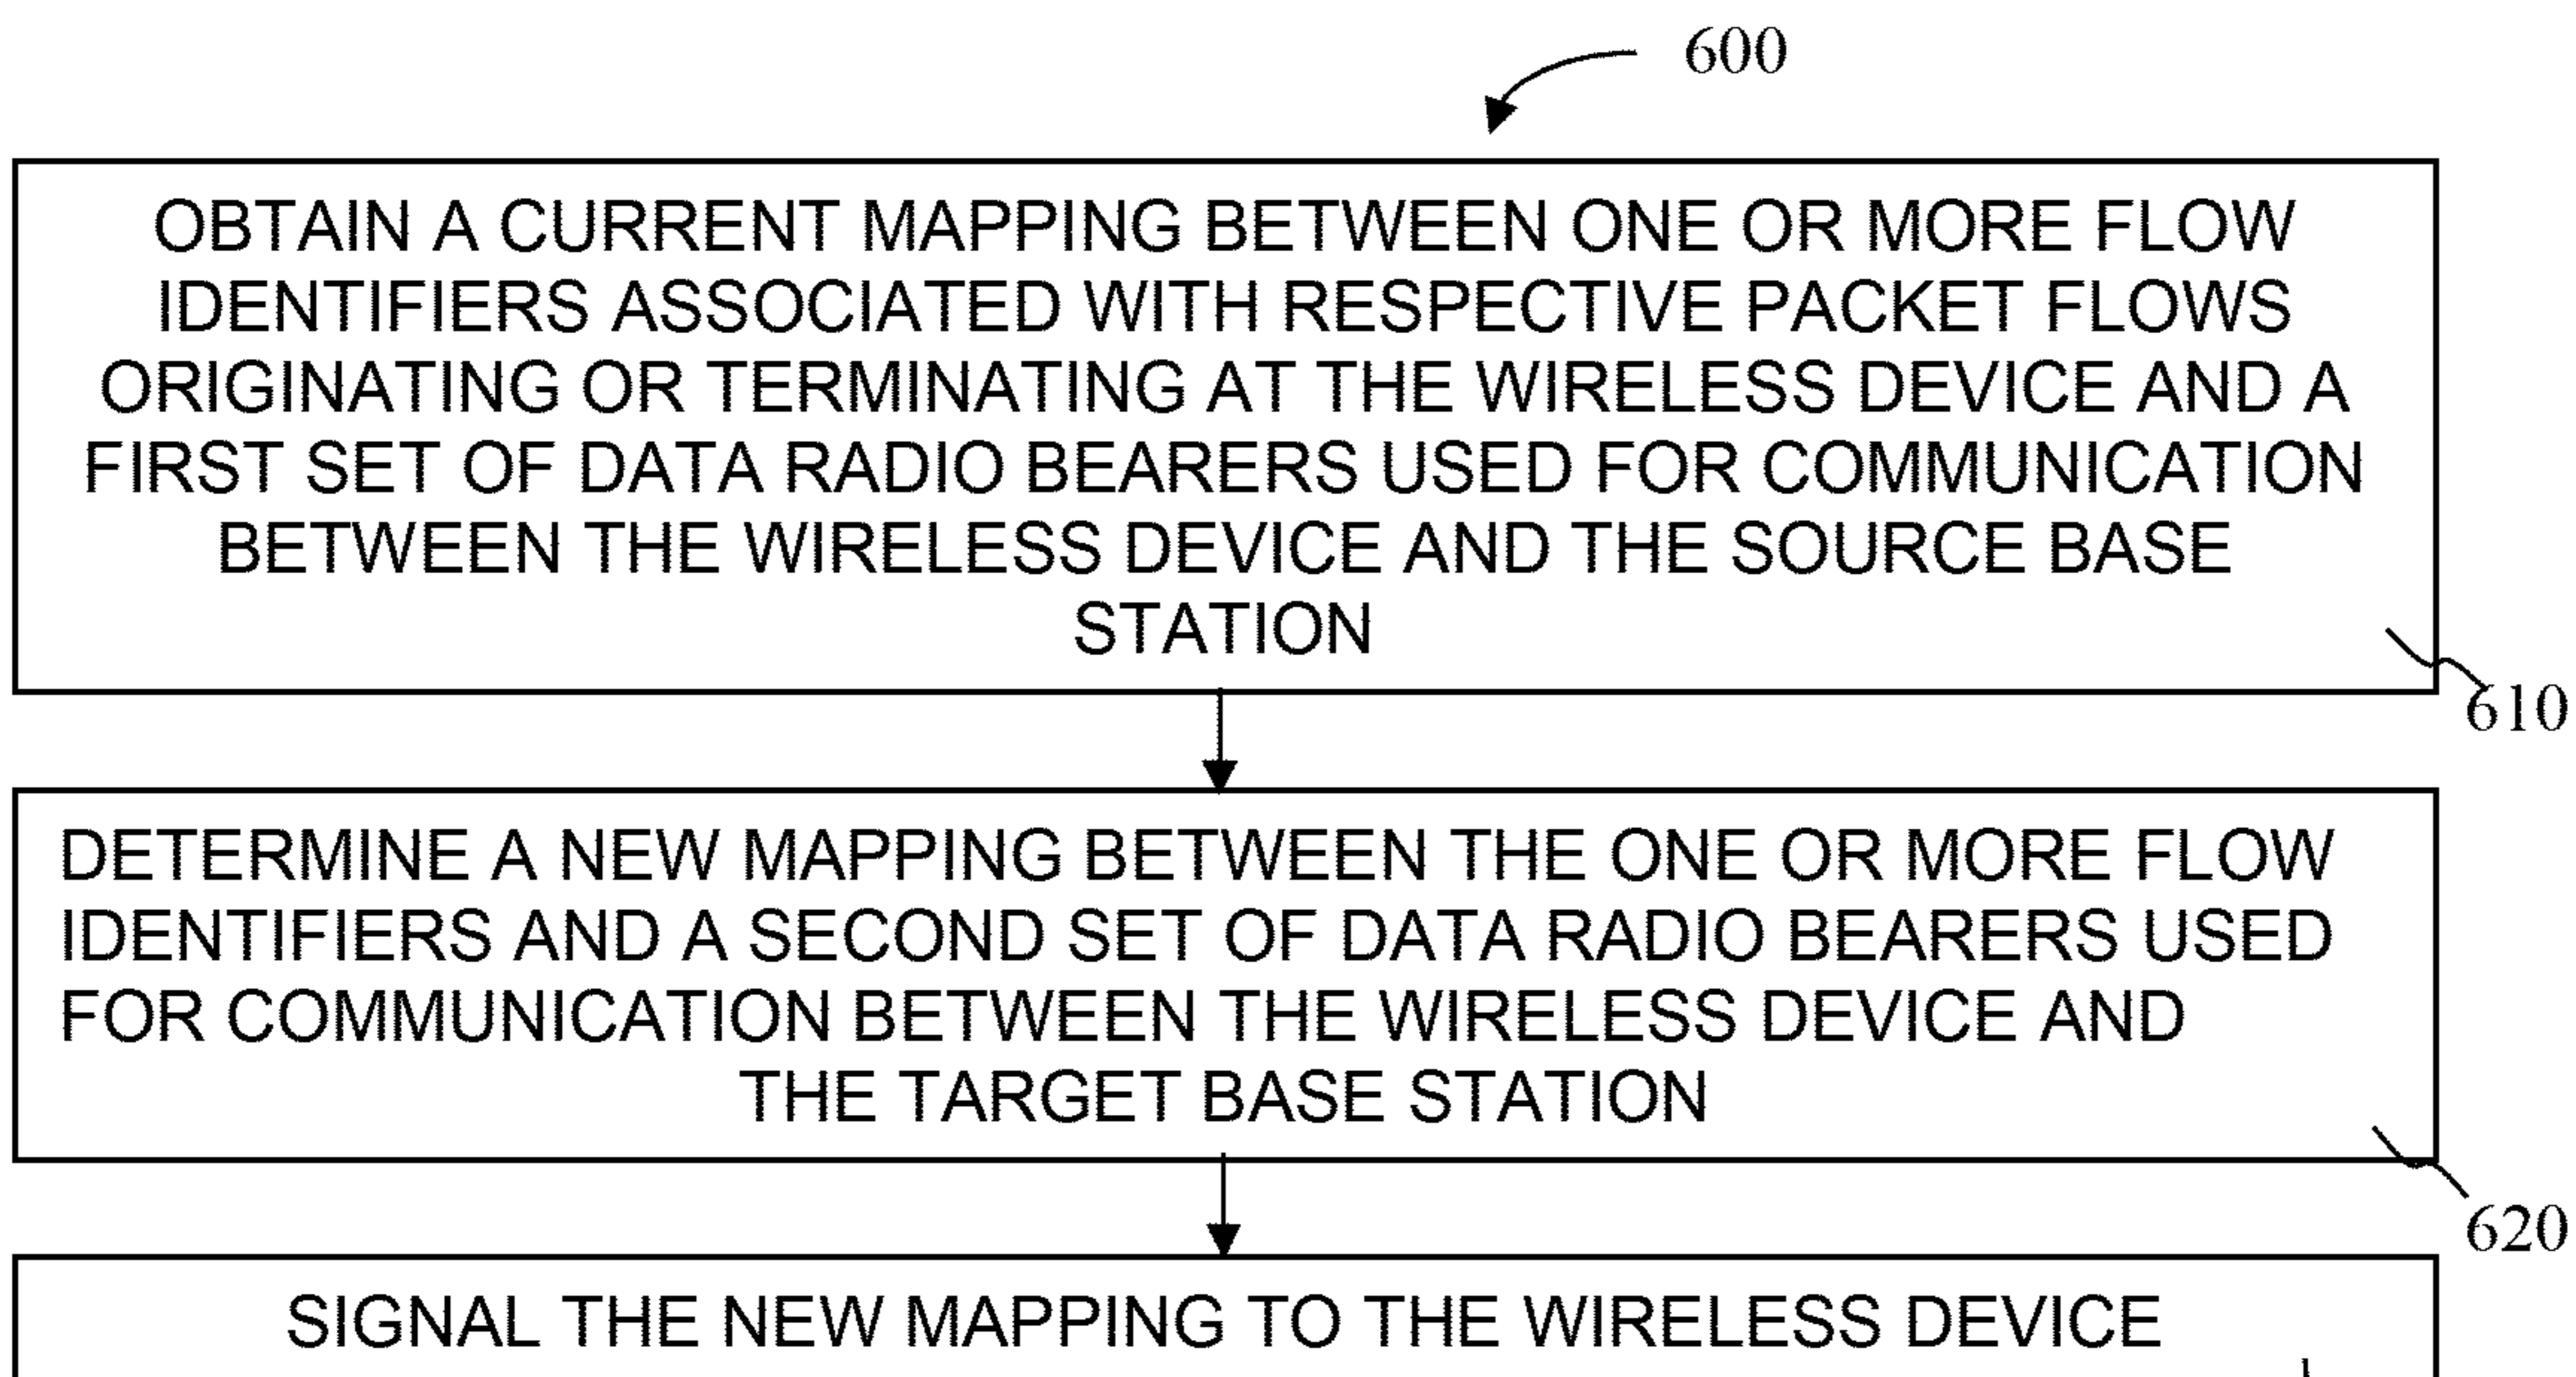 600
OBTAIN A CURRENT MAPPING BETWEEN ONE OR MORE FLOW
IDENTIFIERS ASSOCIATED WITH RESPECTIVE PACKET FLOWS
ORIGINATING OR TERMINATING AT THE WIRELESS DEVICE AND A
FIRST SET OF DATA RADIO BEARERS USED FOR COMMUNICATION
BETWEEN THE WIRELESS DEVICE AND THE SOURCE BASE
STATION
610
DETERMINE A NEW MAPPING BETWEEN THE ONE OR MORE FLOW
IDENTIFIERS AND A SECOND SET OF DATA RADIO BEARERS USED
FOR COMMUNICATION BETWEEN THE WIRELESS DEVICE AND
THE TARGET BASE STATION
620
SIGNAL THE NEW MAPPING TO THE WIRELESS DEVICE